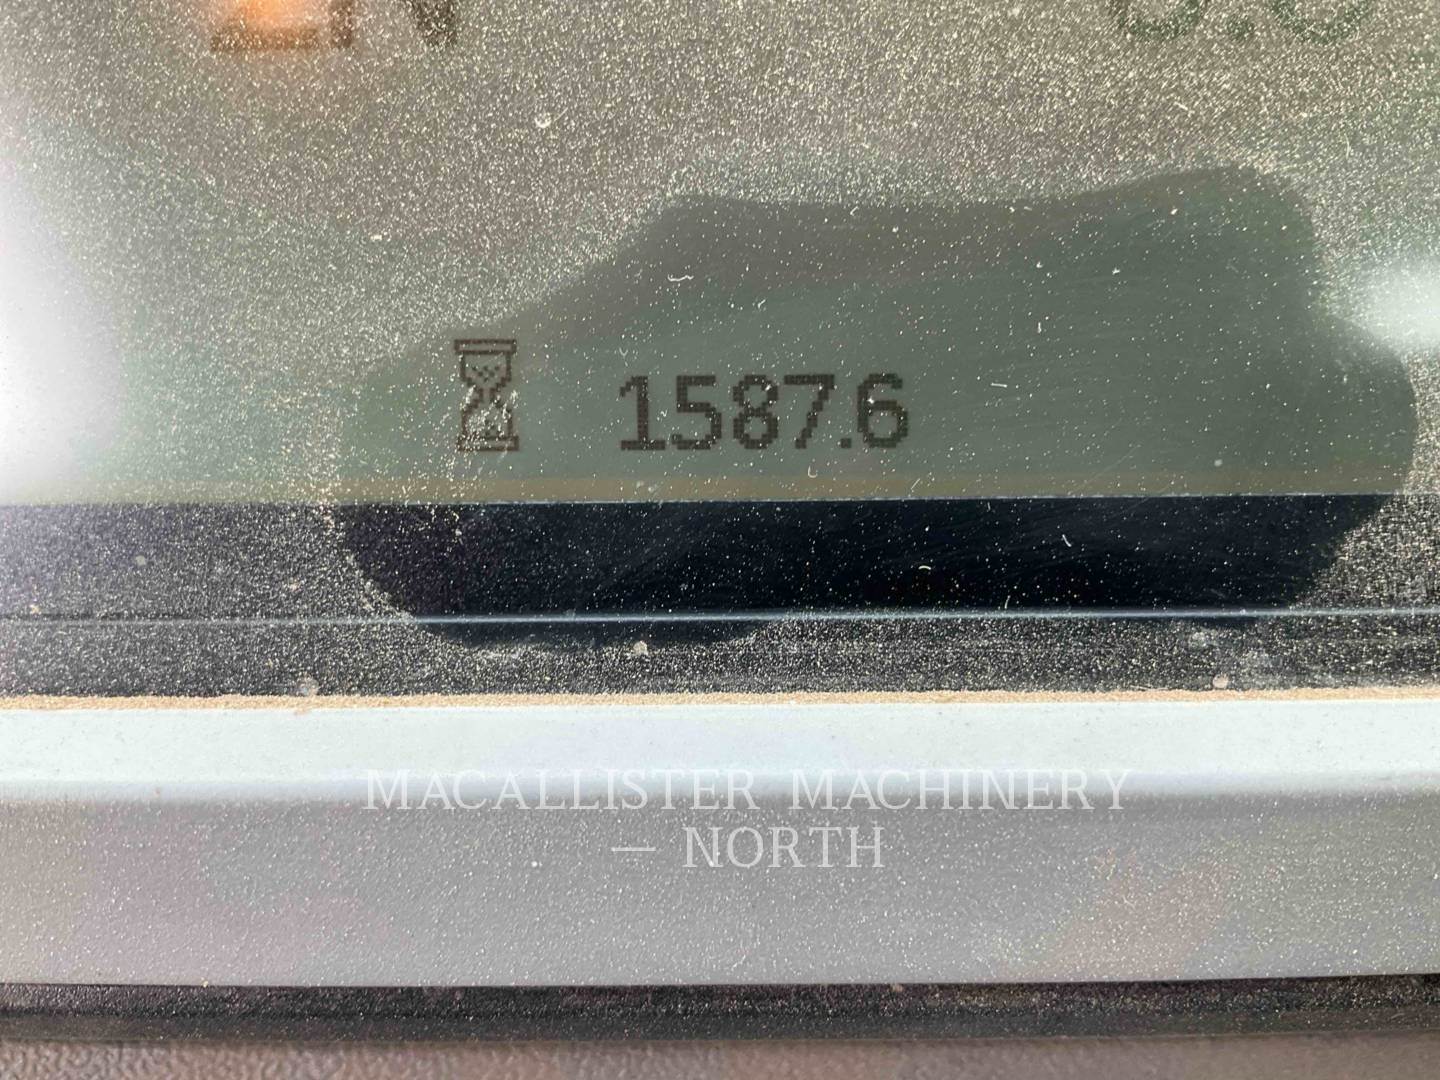 1587.6
MACALLISTER MACHINERY
— NORTH